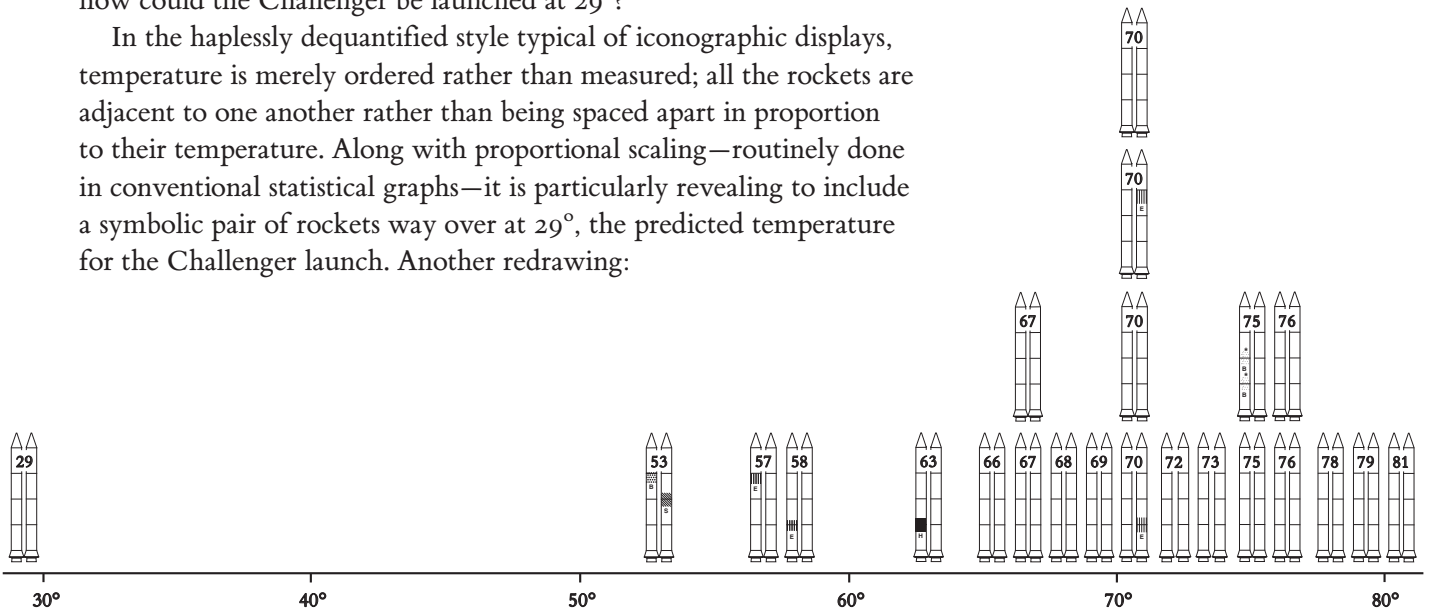 how could the Challenger be launched at 29°?
In the haplessly dequantified style typical of iconographic displays,
temperature is merely ordered rather than measured; all the rockets are
adjacent to one another rather than being spaced apart in proportion
to their temperature. Along with proportional scaling—routinely done
in conventional statistical graphs—it is particularly revealing to include
a symbolic pair of rockets way over at 29°, the predicted temperature
for the Challenger launch. Another redrawing:
70
70
E
67 70 75 76
B
B
29 53 57 58 63 66 67 68 69 70 72 73 75 76 78 79 81
B E
S
E H E
30° 40° 50° 60° 70° 80°